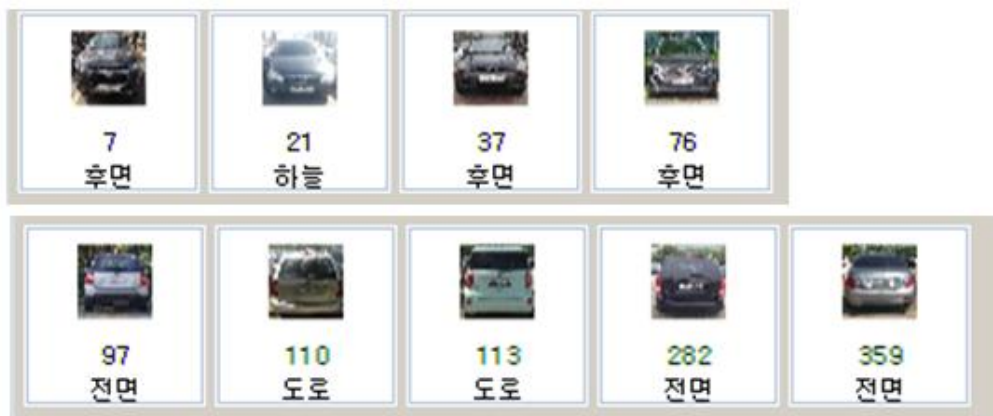 7 21 37 76
후면 하늘 후면 후면
97 110 113 282 359
전면 도로 도로 전면 전면